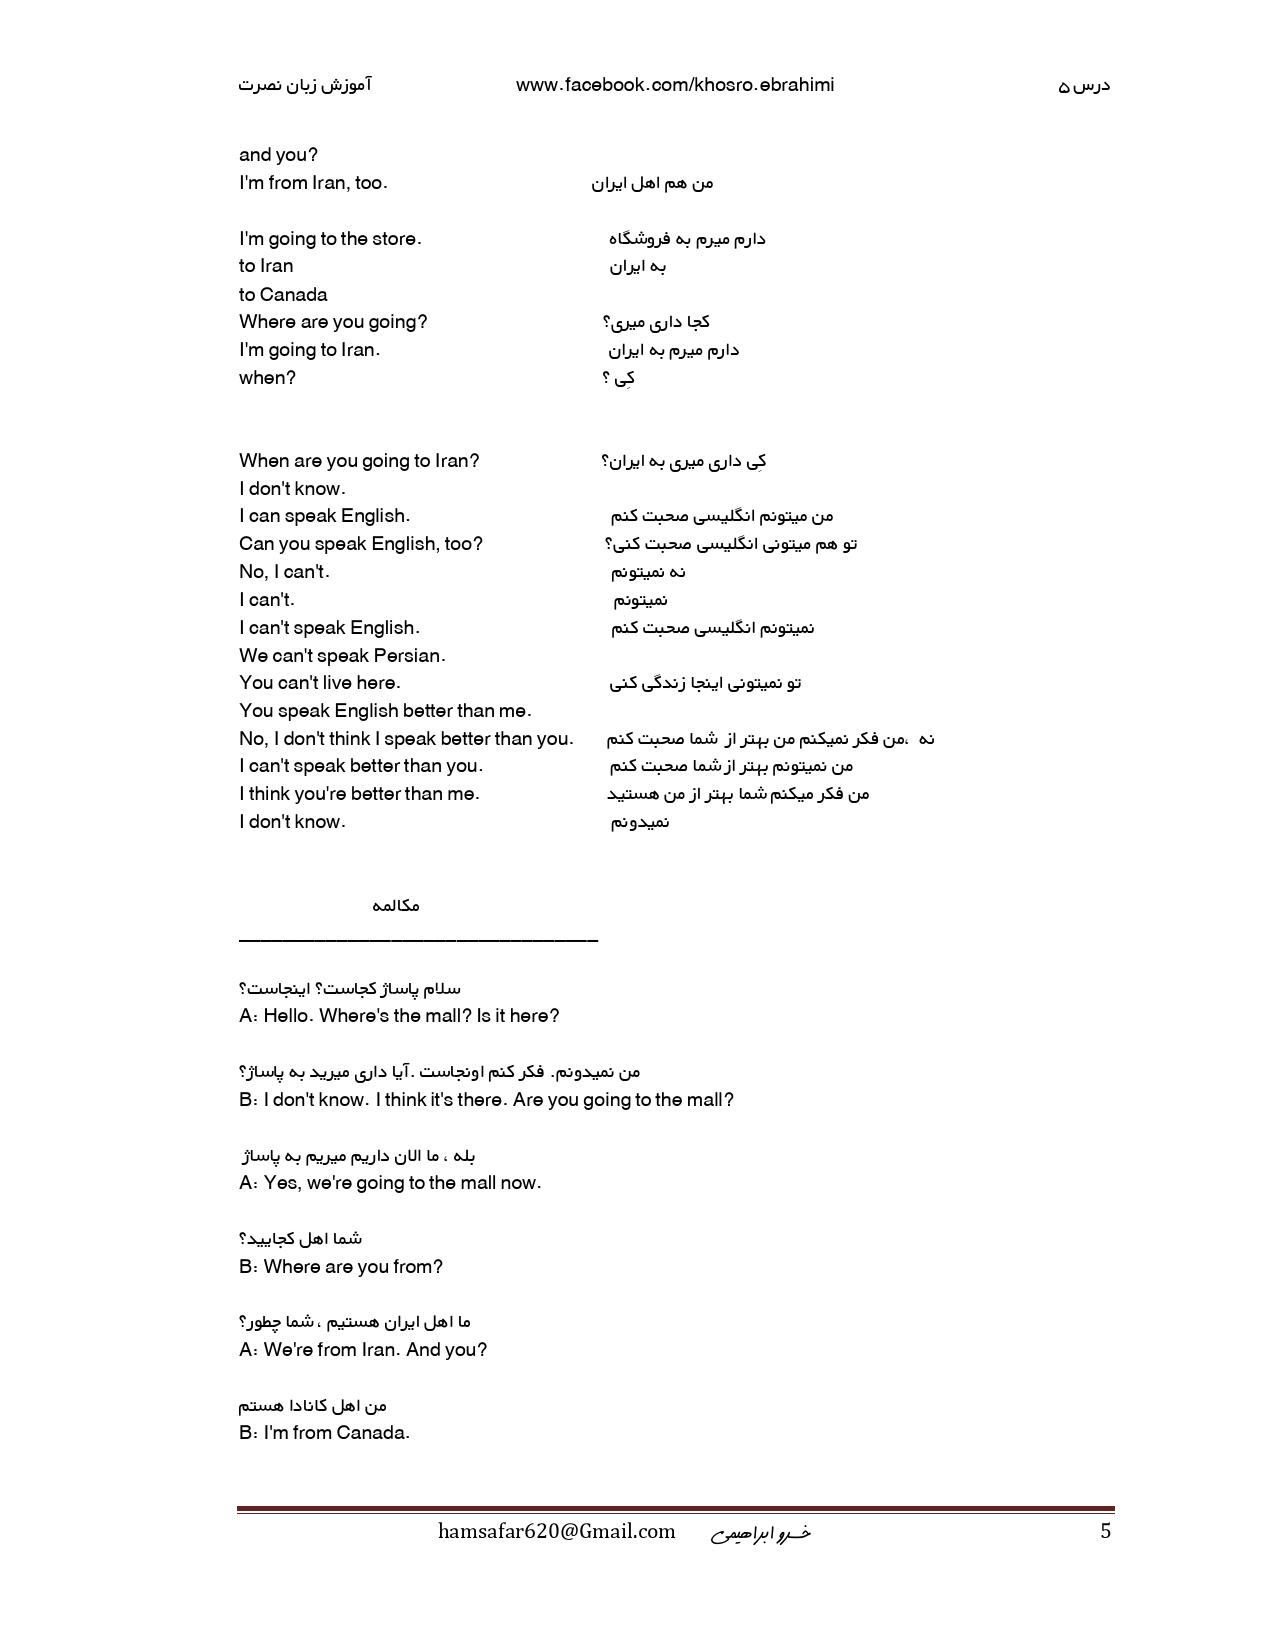 آموزش زبان نصرت www.facebook.com/khosro.ebrahimi درس ۵
and you?
I'm from Iran, too. من هم اهل ایران
I'm going to the store. دارم میرم به فروشگاه
to Iran به ایران
to Canada
Where are you going? کجا داری میری؟
I'm going to Iran. دارم میرم به ایران
when? کِی ؟
When are you going to Iran? کِی داری میری به ایران؟
I don't know.
I can speak English. من میتونم انگلیسی صحبت کنم
Can you speak English, too? تو هم میتونی انگلیسی صحبت کنی؟
No, I can't. نه نمیتونم
I can't. نمیتونم
I can't speak English. نمیتونم انگلیسی صحبت کنم
We can't speak Persian.
You can't live here. تو نمیتونی اینجا زندگی کنی
You speak English better than me.
No, I don't think I speak better than you. نه ،من فکر نمیکنم من بهتر از شما صحبت کنم
I can't speak better than you. من نمیتونم بهتر از شما صحبت کنم
I think you're better than me. من فکر میکنم شما بهتر از من هستید
I don't know. نمیدونم
مکالمه
_________________________________
سلام پاساژ کجاست؟ اینجاست؟
A: Hello. Where's the mall? Is it here?
من نمیدونم. فکر کنم اونجاست .آیا داری میرید به پاساژ؟
B: I don't know. I think it's there. Are you going to the mall?
بله ، ما الان داریم میریم به پاساژ
A: Yes, we're going to the mall now.
شما اهل کجایید؟
B: Where are you from?
ما اهل ایران هستیم ، شما چطور؟
A: We're from Iran. And you?
من اهل کانادا هستم
B: I'm from Canada.
hamsafar620@Gmail.com خسرو ابراهیمی 5